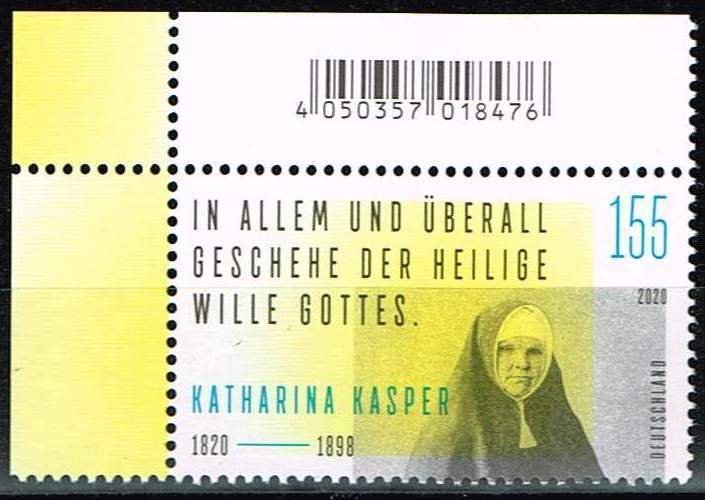 4 050357 018476
IN ALLEM UND ÜBERALL
GESCHEHE DER HEILIGE
WILLE GOTTES.
155
2020
KATHARINA KASPER
1820 — 1898
DEUTSCHLAND